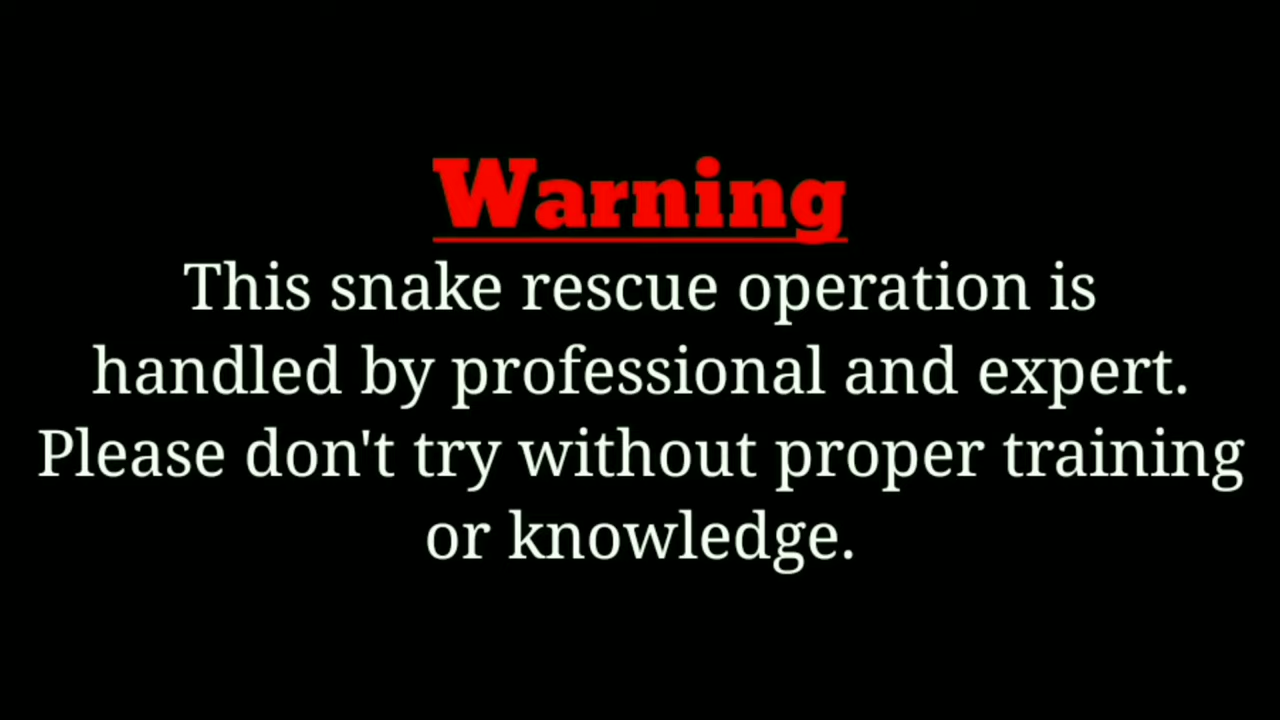 Warning
This snake rescue operation is
handled by professional and expert.
Please don't try without proper training
or knowledge.